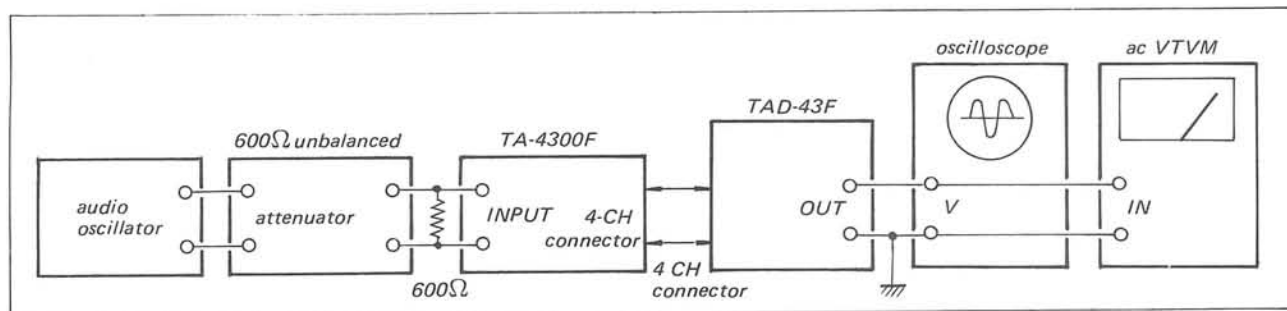 audio
oscillator
600Ω unbalanced
attenuator
600Ω
TA-4300F
INPUT
4-CH
connector
4 CH
connector
TAD-43F
OUT
oscilloscope
V
ac VTVM
IN